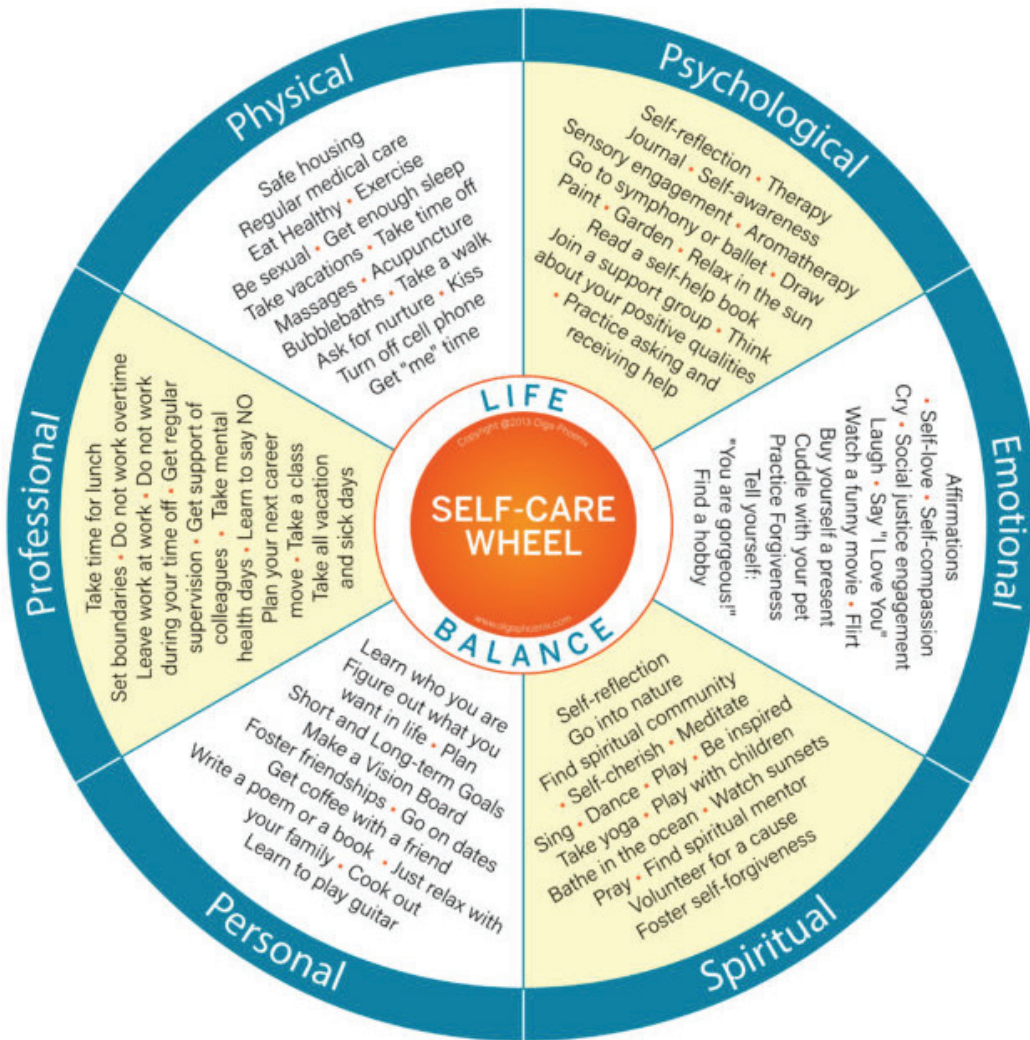 Physical
Safe housing
Regular medical care
Eat Healthy • Exercise
Be sexual • Get enough sleep
Take vacations • Take time off
Massages • Acupuncture
Bubblebaths • Take a walk
Ask for nurture • Kiss
Turn off cell phone
Get "me" time
Psychological
Self-reflection • Therapy
Journal • Self-awareness
Sensory engagement • Aromatherapy
Go to symphony or ballet • Draw
Paint • Garden • Relax in the sun
Read a self-help book
Join a support group • Think
about your positive qualities
• Practice asking and
receiving help
Emotional
Affirmations
• Self-love • Self-compassion
Cry • Social justice engagement
Laugh • Say "I Love You"
Watch a funny movie • Flirt
Buy yourself a present
Cuddle with your pet
Practice Forgiveness
Tell yourself:
"You are gorgeous!"
Find a hobby
Spiritual
Self-reflection
Go into nature
Find spiritual community
• Self-cherish • Meditate
Sing • Dance • Play • Be inspired
Take yoga • Play with children
Bathe in the ocean • Watch sunsets
Pray • Find spiritual mentor
Volunteer for a cause
Foster self-forgiveness
Personal
Learn who you are
Figure out what you
want in life • Plan
Short and Long-term Goals
Make a Vision Board
Foster friendships • Go on dates
Get coffee with a friend
Write a poem or a book • Just relax with
your family • Cook out
Learn to play guitar
Professional
Take time for lunch
Set boundaries • Do not work overtime
Leave work at work • Do not work
during your time off • Get regular
supervision • Get support of
colleagues • Take mental
health days • Learn to say NO
Plan your next career
move • Take a class
Take all vacation
and sick days
LIFE
Copyright @2013 Olga Phoenix
SELF-CARE
WHEEL
www.olgaphoenix.com
BALANCE